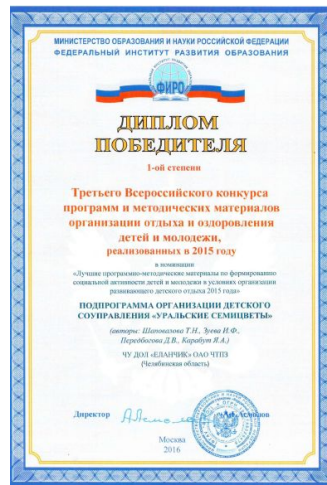 МИНИСТЕРСТВО ОБРАЗОВАНИЯ И НАУКИ РОССИЙСКОЙ ФЕДЕРАЦИИ
ФЕДЕРАЛЬНЫЙ ИНСТИТУТ РАЗВИТИЯ ОБРАЗОВАНИЯ
ФИРО
ДИПЛОМ
ПОБЕДИТЕЛЯ
1-ой степени
Третьего Всероссийского конкурса
программ и методических материалов
организации отдыха и оздоровления
детей и молодежи,
реализованных в 2015 году
в номинации
«Лучшие программно-методические материалы по формированию
социальной активности детей и молодежи в условиях организации
развивающего детского отдыха 2015 года»
ПОДПРОГРАММА ОРГАНИЗАЦИИ ДЕТСКОГО
СОУПРАВЛЕНИЯ «УРАЛЬСКИЕ СЕМИЦВЕТЫ»
(авторы: Шаповалова Т.Н., Зуева И.Ф.,
Передбогова Д.В., Карабут Я.А.)
ЧУ ДОЛ «ЕЛАНЧИК» ОАО ЧТПЗ
(Челябинская область)
Директор
Москва
2016